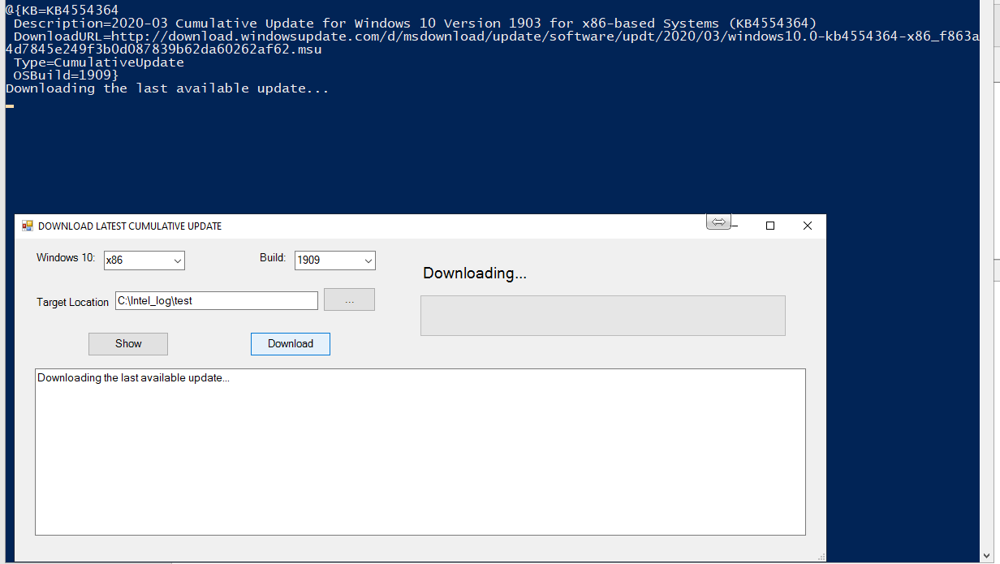 @{KB=KB4554364
Description=2020-03 Cumulative Update for Windows 10 Version 1903 for x86-based Systems (KB4554364)
DownloadURL=http://download.windowsupdate.com/d/msdownload/update/software/updt/2020/03/windows10.0-kb4554364-x86_f863a
4d7845e249f3b0d087839b62da60262af62.msu
Type=CumulativeUpdate
OSBuild=1909}
Downloading the last available update...
DOWNLOAD LATEST CUMULATIVE UPDATE
Windows 10: x86 Build: 1909
Downloading...
Target Location C:\Intel_log\test ...
Show Download
Downloading the last available update...